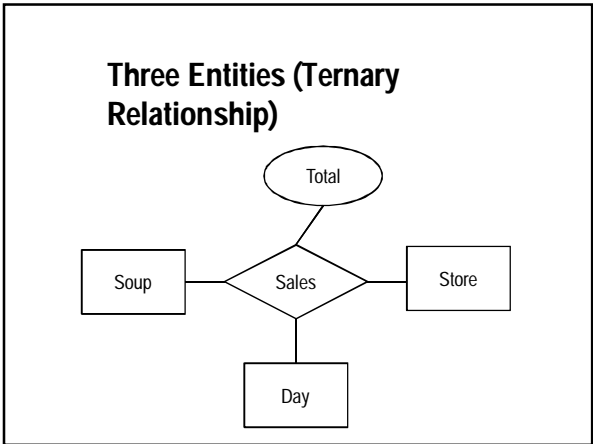 Three Entities (Ternary
Relationship)
Total
Soup
Sales
Store
Day